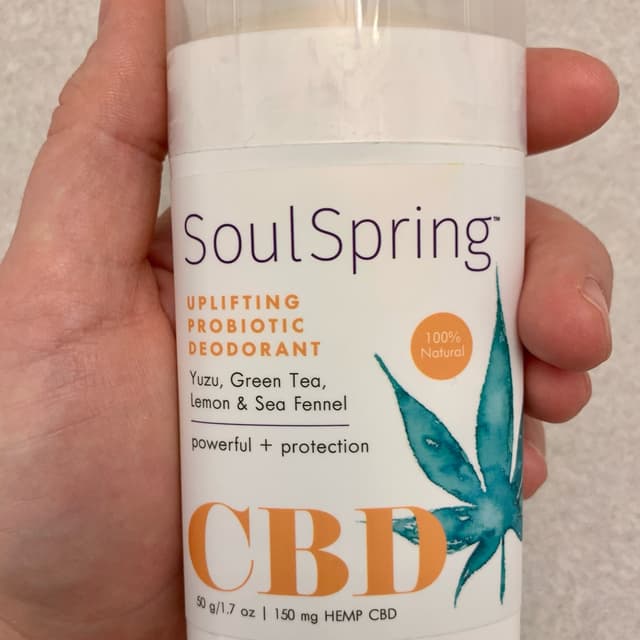 SoulSpring™
UPLIFTING
PROBIOTIC
DEODORANT
100%
Natural
Yuzu, Green Tea,
Lemon & Sea Fennel
powerful + protection
CBD
50 g/1.7 oz | 150 mg HEMP CBD